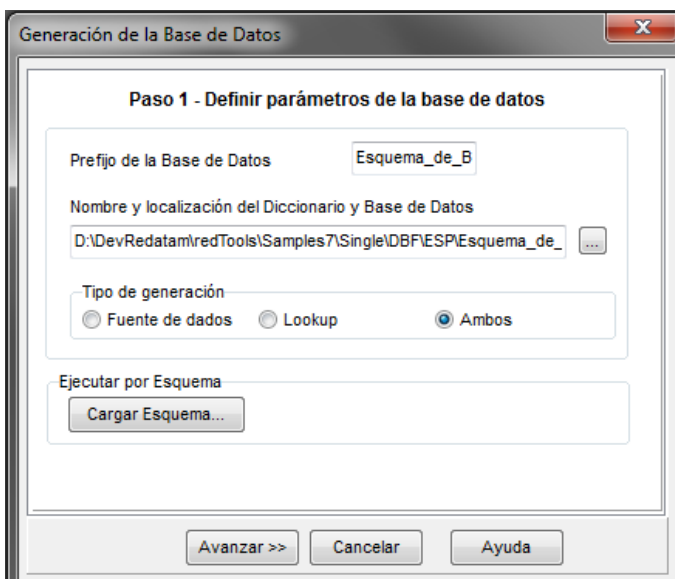 Generación de la Base de Datos
Paso 1 - Definir parámetros de la base de datos
Prefijo de la Base de Datos Esquema_de_B
Nombre y localización del Diccionario y Base de Datos
D:\DevRedatam\redTools\Samples7\Single\DBF\ESP\Esquema_de_ ...
Tipo de generación
Fuente de dados Lookup Ambos
Ejecutar por Esquema
Cargar Esquema...
Avanzar >> Cancelar Ayuda